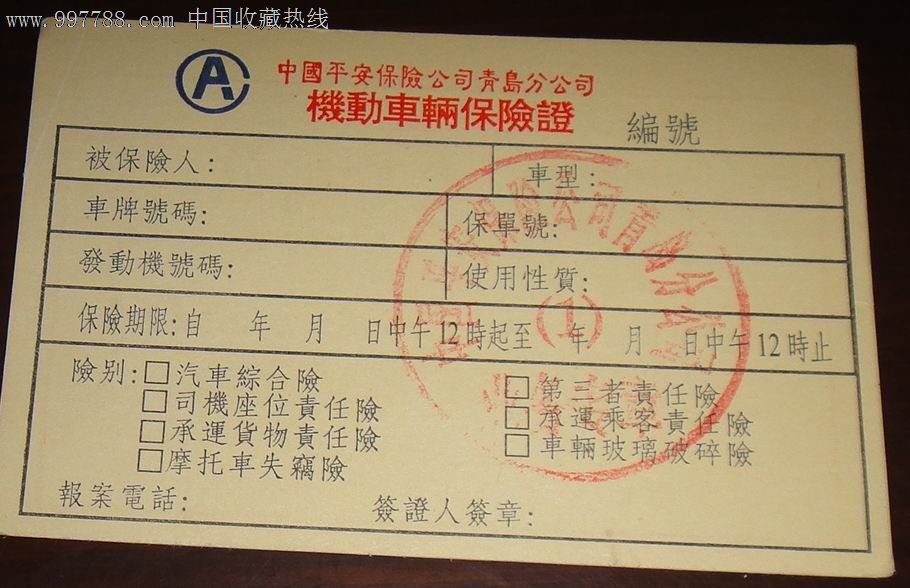 www.997788.com 中国收藏热线
A
中國平安保險公司青島分公司
機動車輛保險證
編號
被保險人: 車型:
車牌號碼: 保單號:
發動機號碼: 使用性質:
保險期限:自 年 月 日中午12時起至 年 月 日中午12時止
險别: □汽車綜合險 □第三者責任險
□司機座位責任險 □承運乘客責任險
□承運貨物責任險 □車輛玻璃破碎險
□摩托車失竊險
報案電話: 簽證人簽章:
(1)